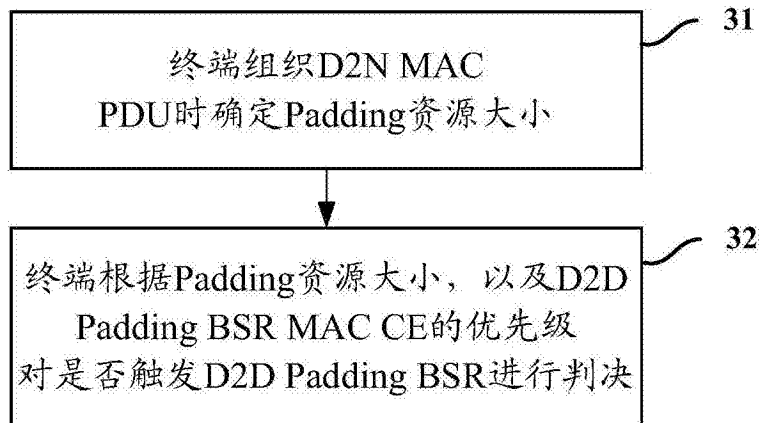 31
终端组织D2N MAC
PDU时确定Padding资源大小
32
终端根据Padding资源大小，以及D2D
Padding BSR MAC CE的优先级
对是否触发D2D Padding BSR进行判决